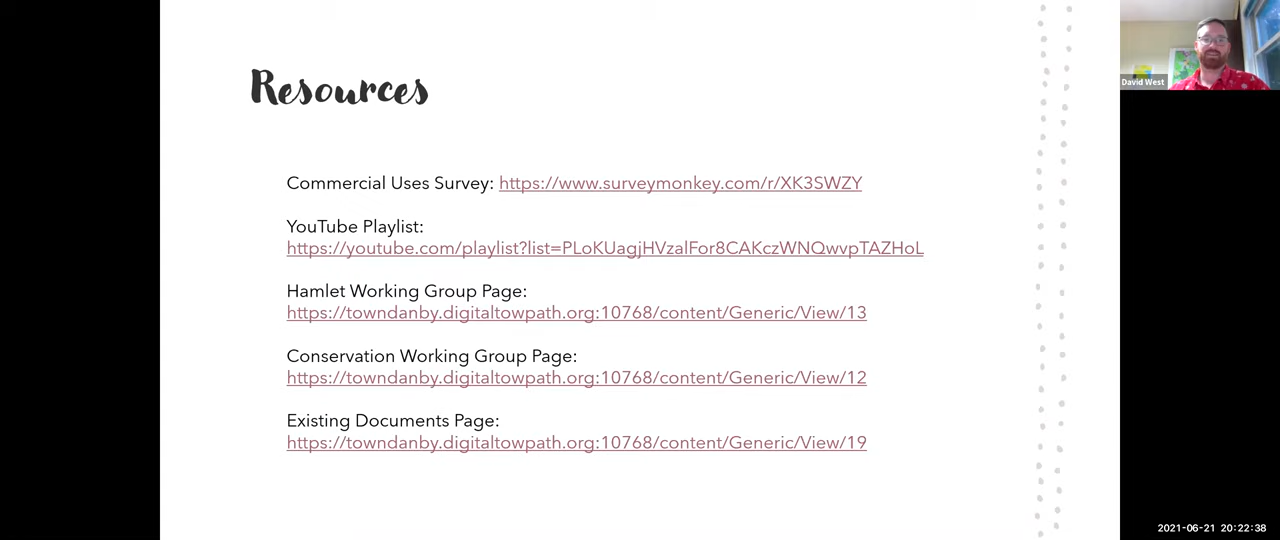 Resources
David West
Commercial Uses Survey: https://www.surveymonkey.com/r/XK3SWZY
YouTube Playlist:
https://youtube.com/playlist?list=PLoKUagjHVzalFor8CAKczWNQwvpTAZHoL
Hamlet Working Group Page:
https://towndanby.digitaltowpath.org:10768/content/Generic/View/13
Conservation Working Group Page:
https://towndanby.digitaltowpath.org:10768/content/Generic/View/12
Existing Documents Page:
https://towndanby.digitaltowpath.org:10768/content/Generic/View/19
2021-06-21 20:22:38